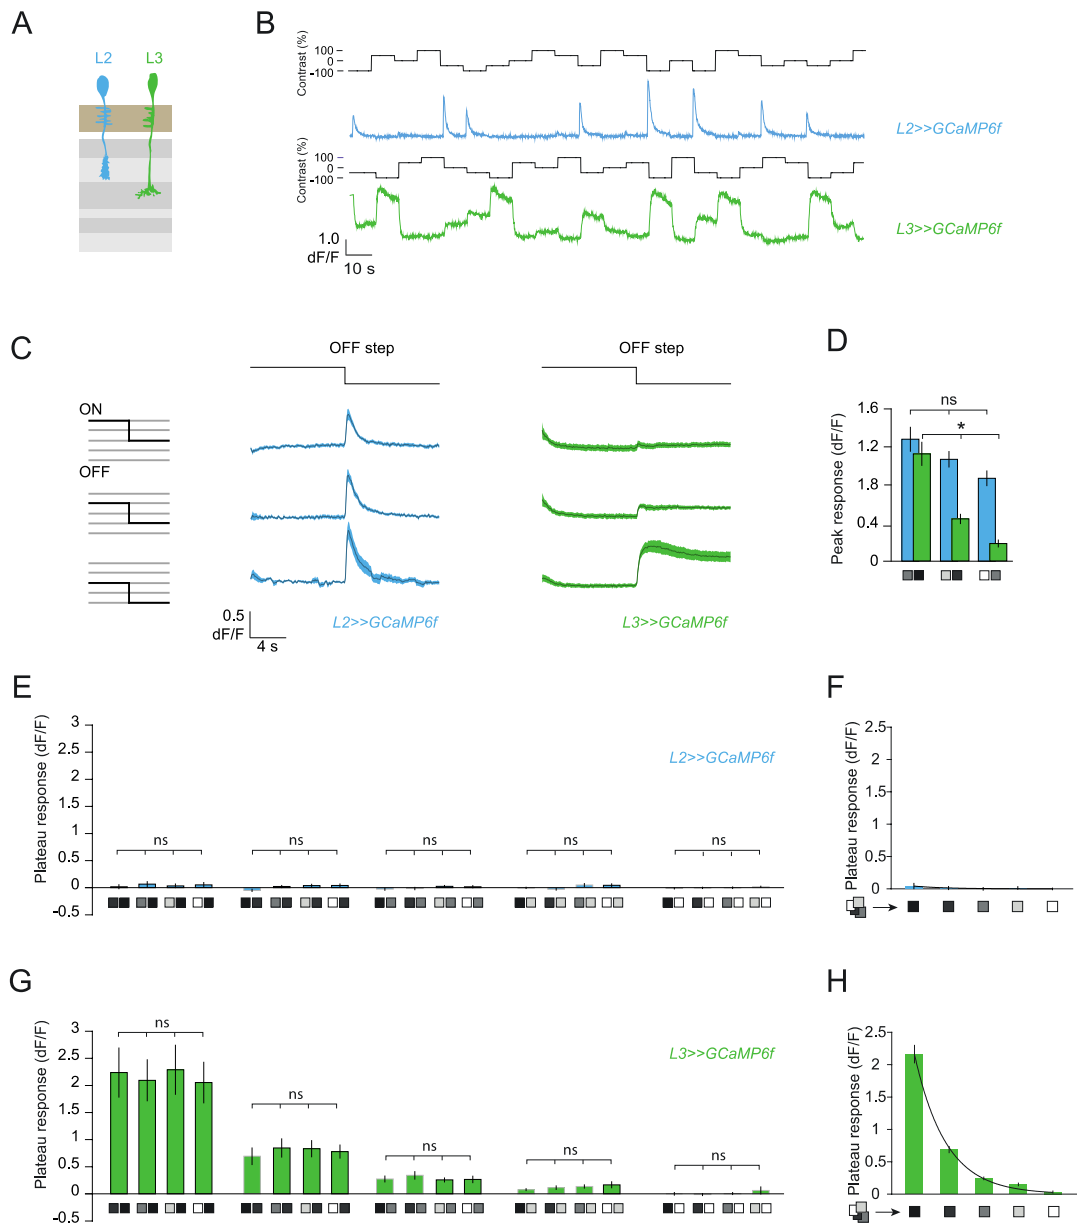 A
L2 L3
B
Contrast (%)
100
0
-100
L2>>GCaMP6f
Contrast (%)
100
0
-100
L3>>GCaMP6f
1.0
dF/F
10 s
C
ON
OFF
OFF step
OFF step
0.5
dF/F
4 s
L2>>GCaMP6f
L3>>GCaMP6f
D
Peak response (dF/F)
1.6
1.2
1.8
0.4
0
ns
*
E
Plateau response (dF/F)
3
2.5
2
1.5
1
0.5
0
-0.5
ns ns ns ns ns
L2>>GCaMP6f
F
Plateau response (dF/F)
2.5
2
1.5
1
0.5
0
G
Plateau response (dF/F)
3
2.5
2
1.5
1
0.5
0
-0.5
ns
ns
ns
ns
ns
L3>>GCaMP6f
H
Plateau response (dF/F)
2.5
2
1.5
1
0.5
0